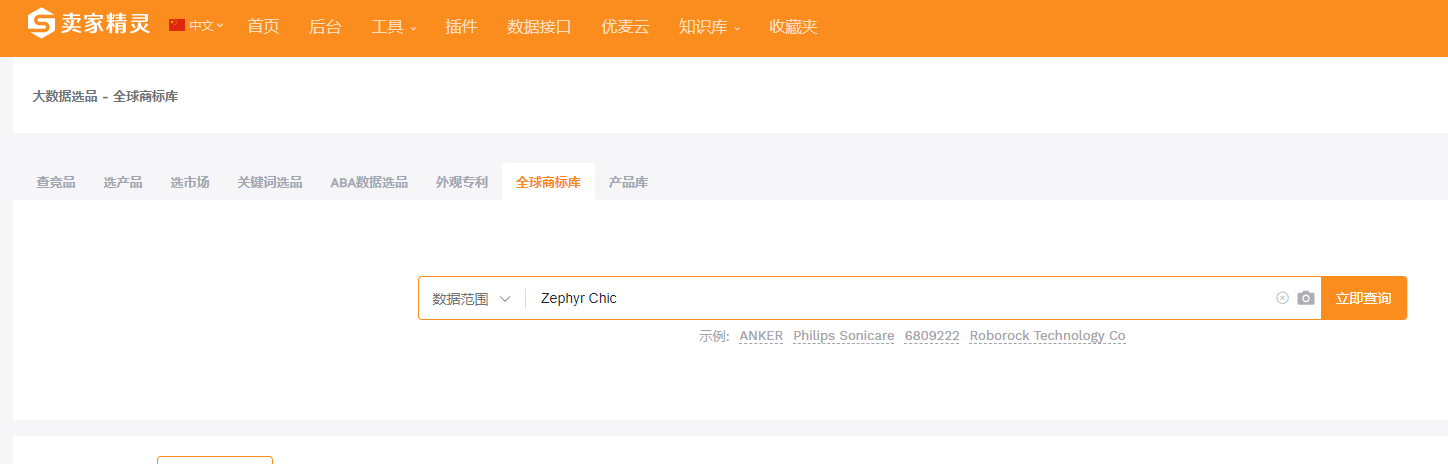 卖家精灵 中文 首页 后台 工具 插件 数据接口 优麦云 知识库 收藏夹
大数据选品 - 全球商标库
查竞品 选产品 选市场 关键词选品 ABA数据选品 外观专利 全球商标库 产品库
数据范围 Zephyr Chic 立即查询
示例: ANKER Philips Sonicare 6809222 Roborock Technology Co